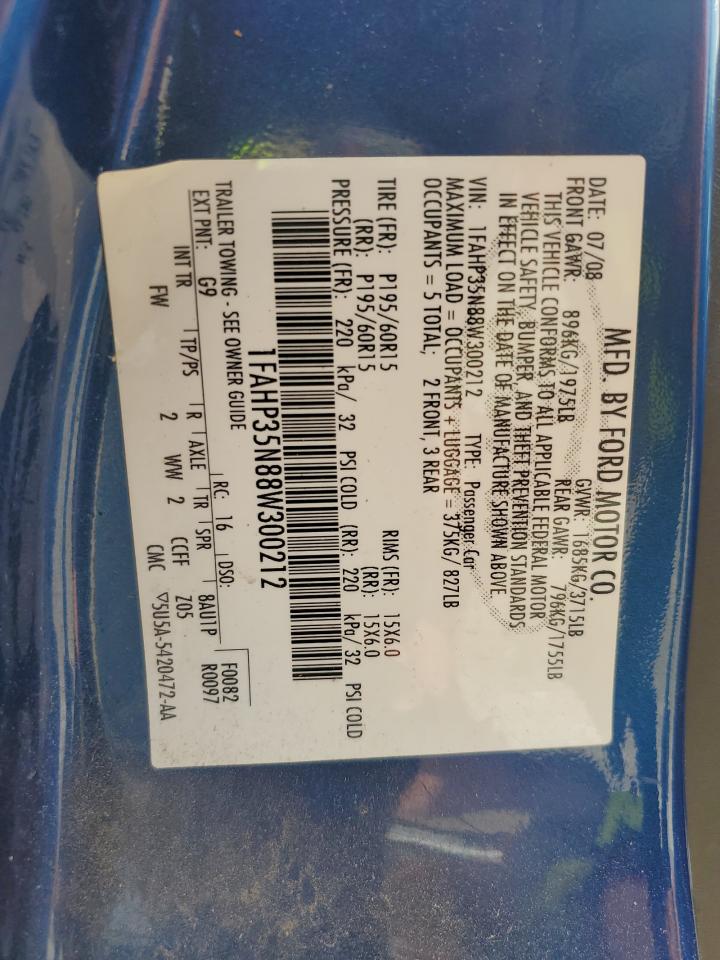 MFD. BY FORD MOTOR CO.
DATE: 07/08 GVWR: 1685KG/3715LB
FRONT GAWR: 896KG/1975LB REAR GAWR: 796KG/1755LB
THIS VEHICLE CONFORMS TO ALL APPLICABLE FEDERAL MOTOR
VEHICLE SAFETY, BUMPER, AND THEFT PREVENTION STANDARDS
IN EFFECT ON THE DATE OF MANUFACTURE SHOWN ABOVE.
VIN: 1FAHP35N88W300212 TYPE: Passenger Car
MAXIMUM LOAD = OCCUPANTS + LUGGAGE = 375KG/ 827LB
OCCUPANTS = 5 TOTAL; 2 FRONT, 3 REAR
TIRE (FR): P195/60R15 RIMS (FR): 15X6.0
(RR): P195/60R15 (RR): 15X6.0
PRESSURE (FR): 220 kPa/ 32 PSI COLD (RR): 220 kPa/ 32 PSI COLD
1FAHP35N88W300212
TRAILER TOWING - SEE OWNER GUIDE F0082
EXT PNT: G9 RC: 16 DSO: R0097
INT TR TP/PS R AXLE TR SPR 8AU1P
FW 2 WW 2 CCFF Z05
CMC ▽5U5A-5420472-AA